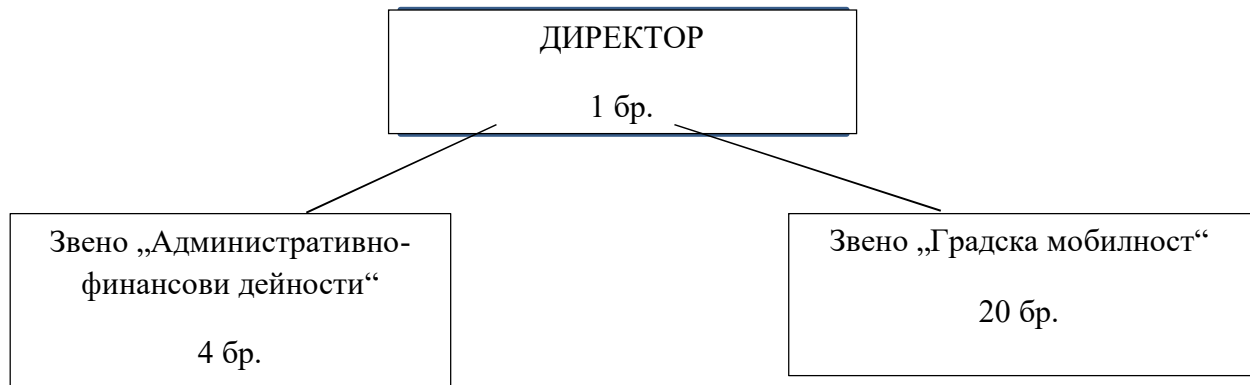 ДИРЕКТОР
1 бр.
Звено „Административно-
финансови дейности“
4 бр.
Звено „Градска мобилност“
20 бр.